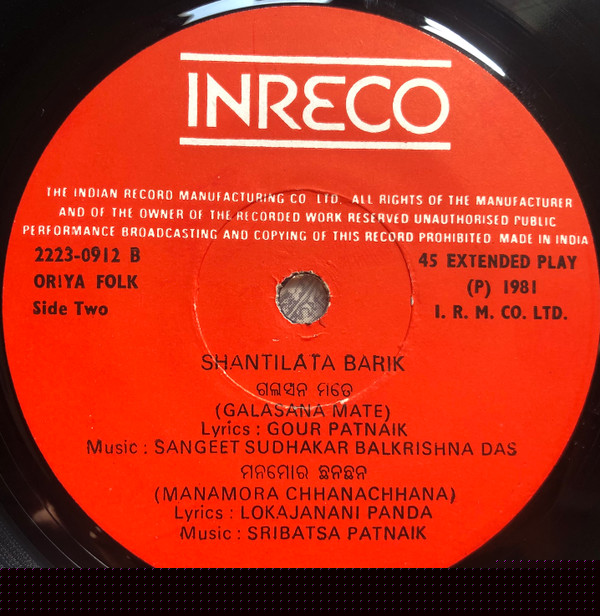 INRECO
THE INDIAN RECORD MANUFACTURING CO. LTD. ALL RIGHTS OF THE MANUFACTURER
AND OF THE OWNER OF THE RECORDED WORK RESERVED UNAUTHORISED PUBLIC
PERFORMANCE BROADCASTING AND COPYING OF THIS RECORD PROHIBITED. MADE IN INDIA
2223-0912 B
ORIYA FOLK
Side Two
45 EXTENDED PLAY
(P) 1981
I. R. M. CO. LTD.
SHANTILATA BARIK
ଗଲାସନ ମତେ
(GALASANA MATE)
Lyrics : GOUR PATNAIK
Music : SANGEET SUDHAKAR BALKRISHNA DAS
ମନମୋର ଛନଛନ
(MANAMORA CHHANACHHANA)
Lyrics : LOKAJANANI PANDA
Music : SRIBATSA PATNAIK